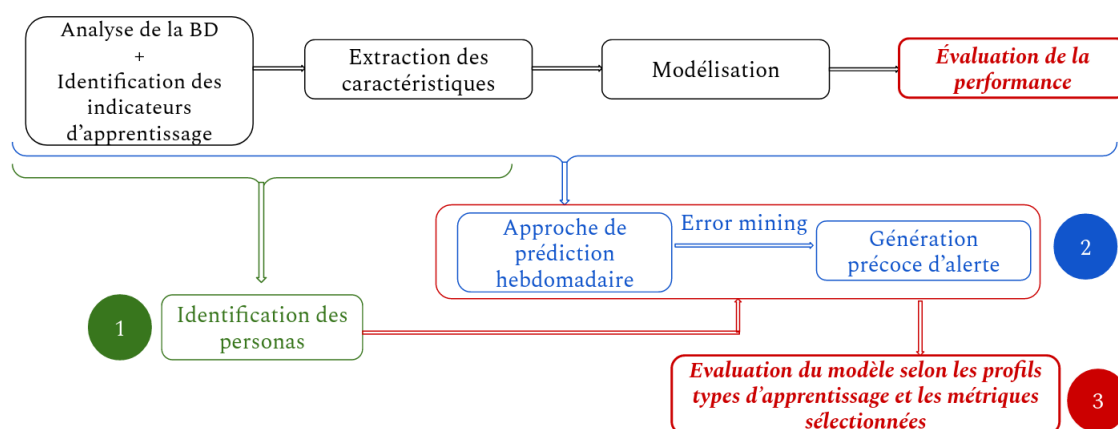 Analyse de la BD
+
Identification des
indicateurs
d’apprentissage
Extraction des
caractéristiques
Modélisation
Évaluation de la
performance
Approche de
prédiction
hebdomadaire
Error mining
Génération
précoce d’alerte
2
1
Identification des
personas
Evaluation du modèle selon les profils
types d’apprentissage et les métriques
sélectionnées
3